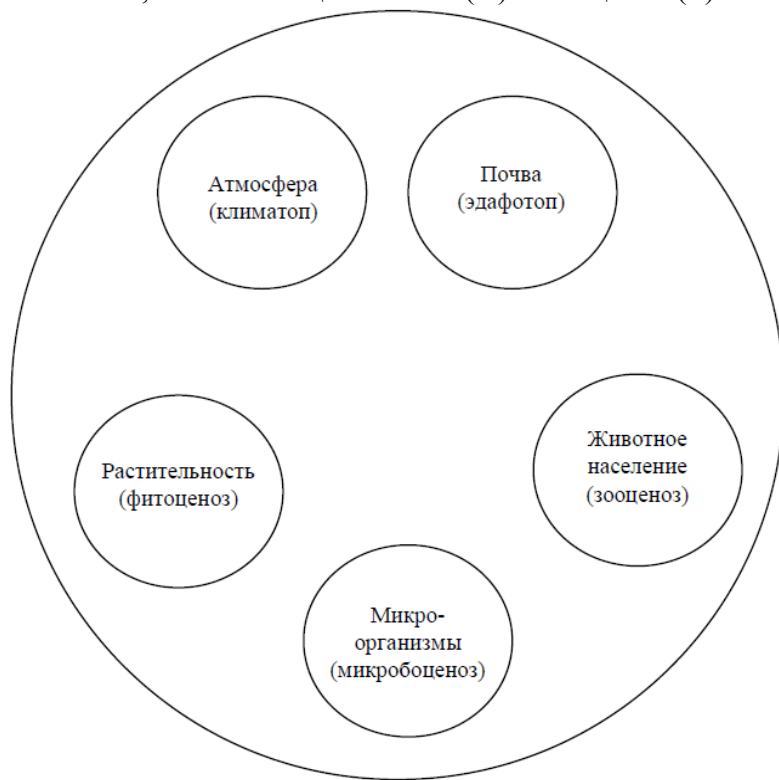 Атмосфера
(климатоп)
Почва
(эдафотоп)
Растительность
(фитоценоз)
Животное
население
(зооценоз)
Микро-
организмы
(микробоценоз)